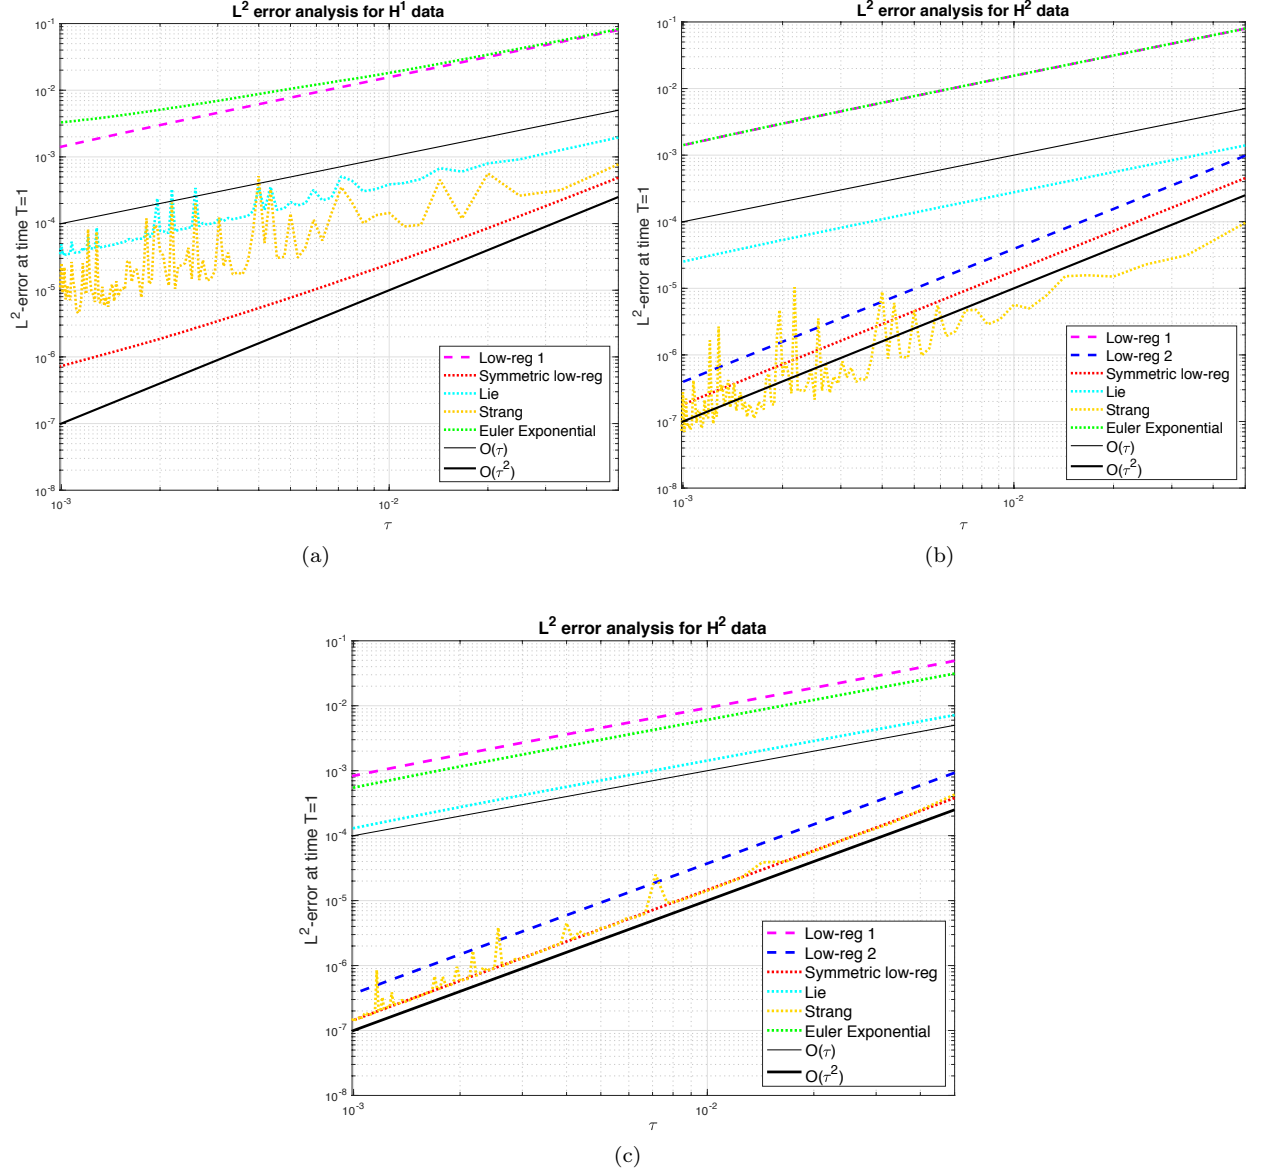 L² error analysis for H¹ data
L²-error at time T=1
10⁻¹
10⁻²
10⁻³
10⁻⁴
10⁻⁵
10⁻⁶
10⁻⁷
10⁻⁸
Low-reg 1
Symmetric low-reg
Lie
Strang
Euler Exponential
O(τ)
O(τ²)
10⁻³
10⁻²
τ
(a)
L² error analysis for H² data
L²-error at time T=1
10⁻¹
10⁻²
10⁻³
10⁻⁴
10⁻⁵
10⁻⁶
10⁻⁷
10⁻⁸
Low-reg 1
Low-reg 2
Symmetric low-reg
Lie
Strang
Euler Exponential
O(τ)
O(τ²)
10⁻³
10⁻²
τ
(b)
L² error analysis for H² data
L²-error at time T=1
10⁻¹
10⁻²
10⁻³
10⁻⁴
10⁻⁵
10⁻⁶
10⁻⁷
10⁻⁸
Low-reg 1
Low-reg 2
Symmetric low-reg
Lie
Strang
Euler Exponential
O(τ)
O(τ²)
10⁻³
10⁻²
τ
(c)